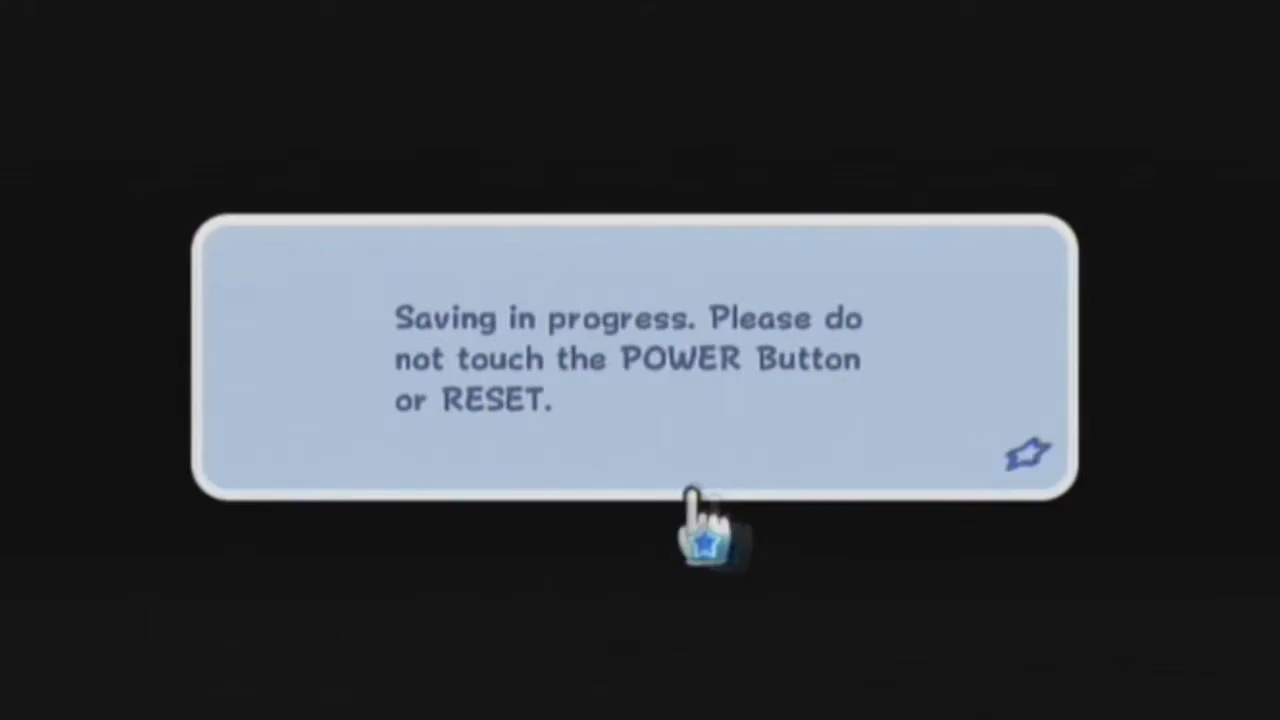 Saving in progress. Please do
not touch the POWER Button
or RESET.